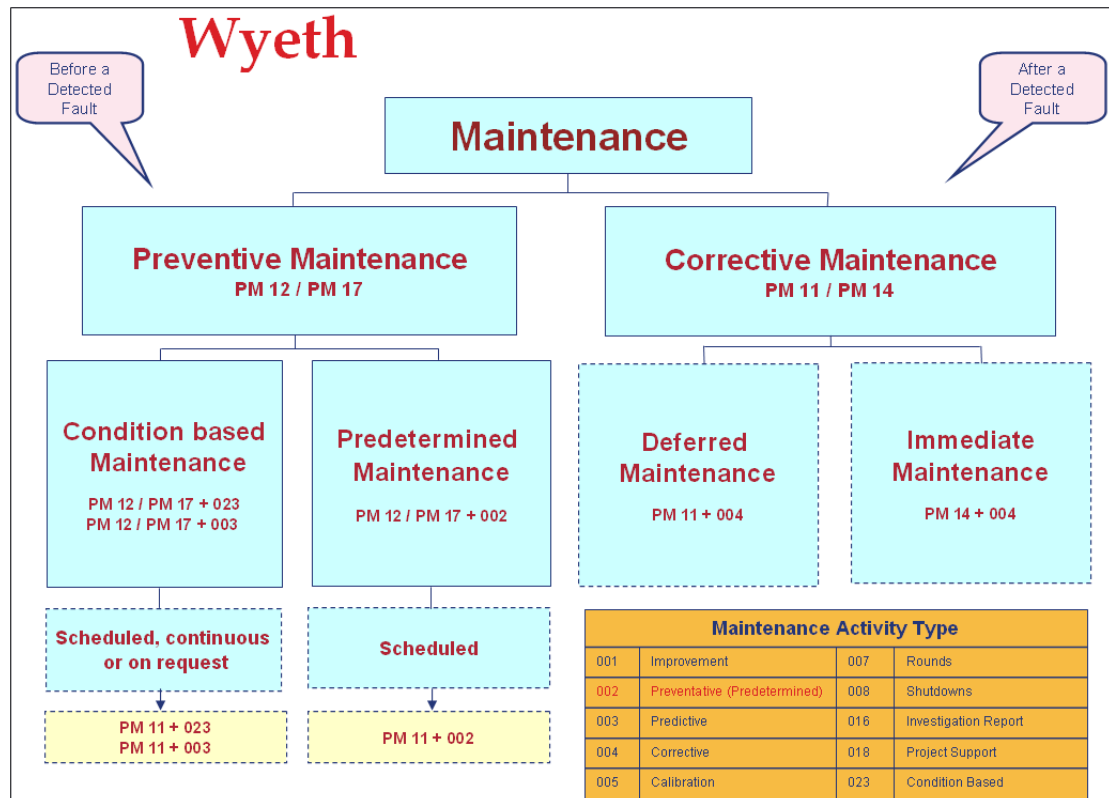 Wyeth
Before a
Detected
Fault
After a
Detected
Fault
Maintenance
Preventive Maintenance
PM 12 / PM 17
Corrective Maintenance
PM 11 / PM 14
Condition based
Maintenance
PM 12 / PM 17 + 023
PM 12 / PM 17 + 003
Predetermined
Maintenance
PM 12 / PM 17 + 002
Deferred
Maintenance
PM 11 + 004
Immediate
Maintenance
PM 14 + 004
Scheduled, continuous
or on request
Scheduled
PM 11 + 023
PM 11 + 003
PM 11 + 002
Maintenance Activity Type
001 Improvement 007 Rounds
002 Preventative (Predetermined) 008 Shutdowns
003 Predictive 016 Investigation Report
004 Corrective 018 Project Support
005 Calibration 023 Condition Based